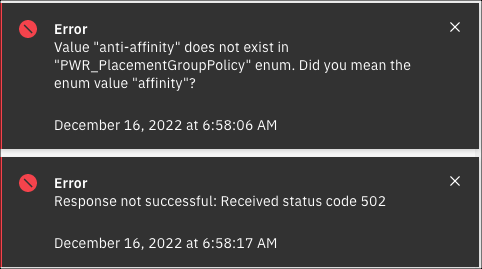 Error
Value "anti-affinity" does not exist in
"PWR_PlacementGroupPolicy" enum. Did you mean the
enum value "affinity"?
December 16, 2022 at 6:58:06 AM
Error
Response not successful: Received status code 502
December 16, 2022 at 6:58:17 AM